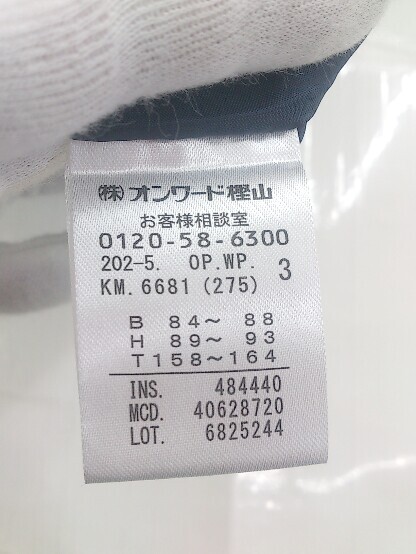 ㈱オンワード樫山
お客様相談室
0120-58-6300
202-5. OP.WP. 3
KM.6681(275)
B 84～ 88
H 89～ 93
T158～164
INS. 484440
MCD. 40628720
LOT. 6825244